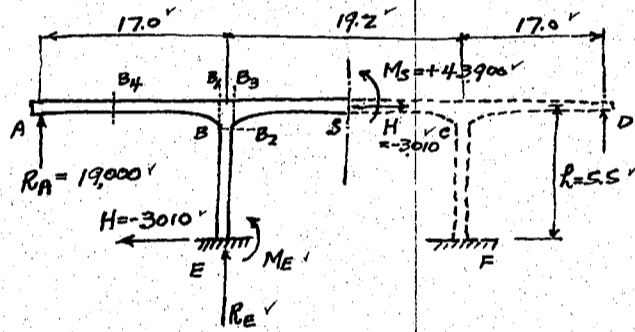 17.0✓ 19.2✓ 17.0✓
B4 B1 B3 Ms=+43900✓
A B B2 S H C D
=-3010✓
RA=19,000✓ h=5.5✓
H=-3010✓
E ME✓ F
RE✓